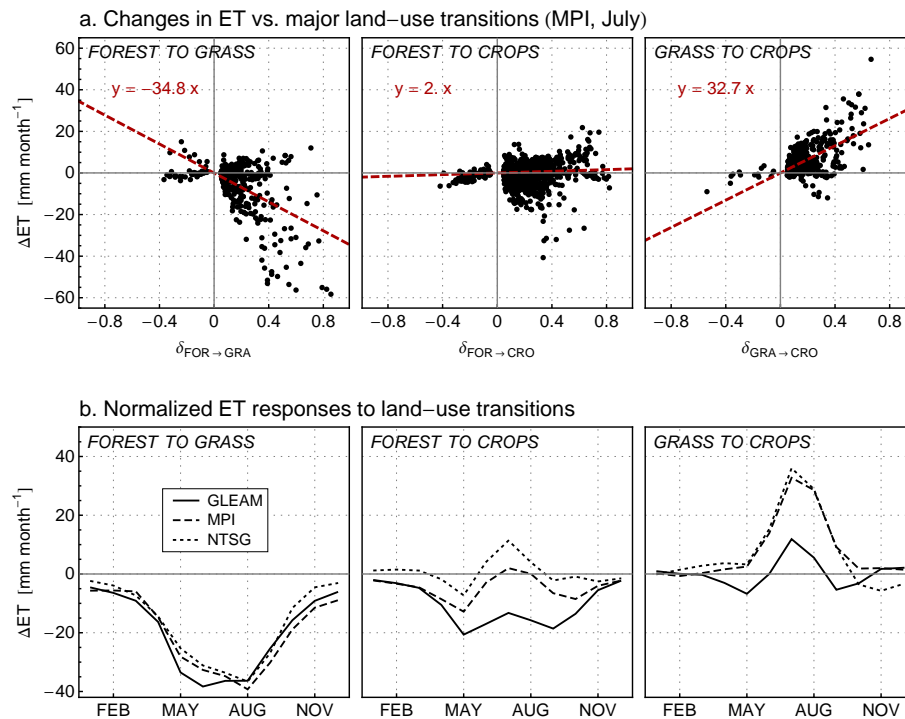 a. Changes in ET vs. major land−use transitions (MPI, July)
FOREST TO GRASS
FOREST TO CROPS
GRASS TO CROPS
y = −34.8 x
y = 2. x
y = 32.7 x
ΔET [mm month⁻¹]
60
40
20
0
−20
−40
−60
−0.8 −0.4 0 0.4 0.8
−0.8 −0.4 0 0.4 0.8
−0.8 −0.4 0 0.4 0.8
δFOR→GRA
δFOR→CRO
δGRA→CRO
b. Normalized ET responses to land−use transitions
FOREST TO GRASS
FOREST TO CROPS
GRASS TO CROPS
GLEAM
MPI
NTSG
ΔET [mm month⁻¹]
40
20
0
−20
−40
FEB MAY AUG NOV
FEB MAY AUG NOV
FEB MAY AUG NOV